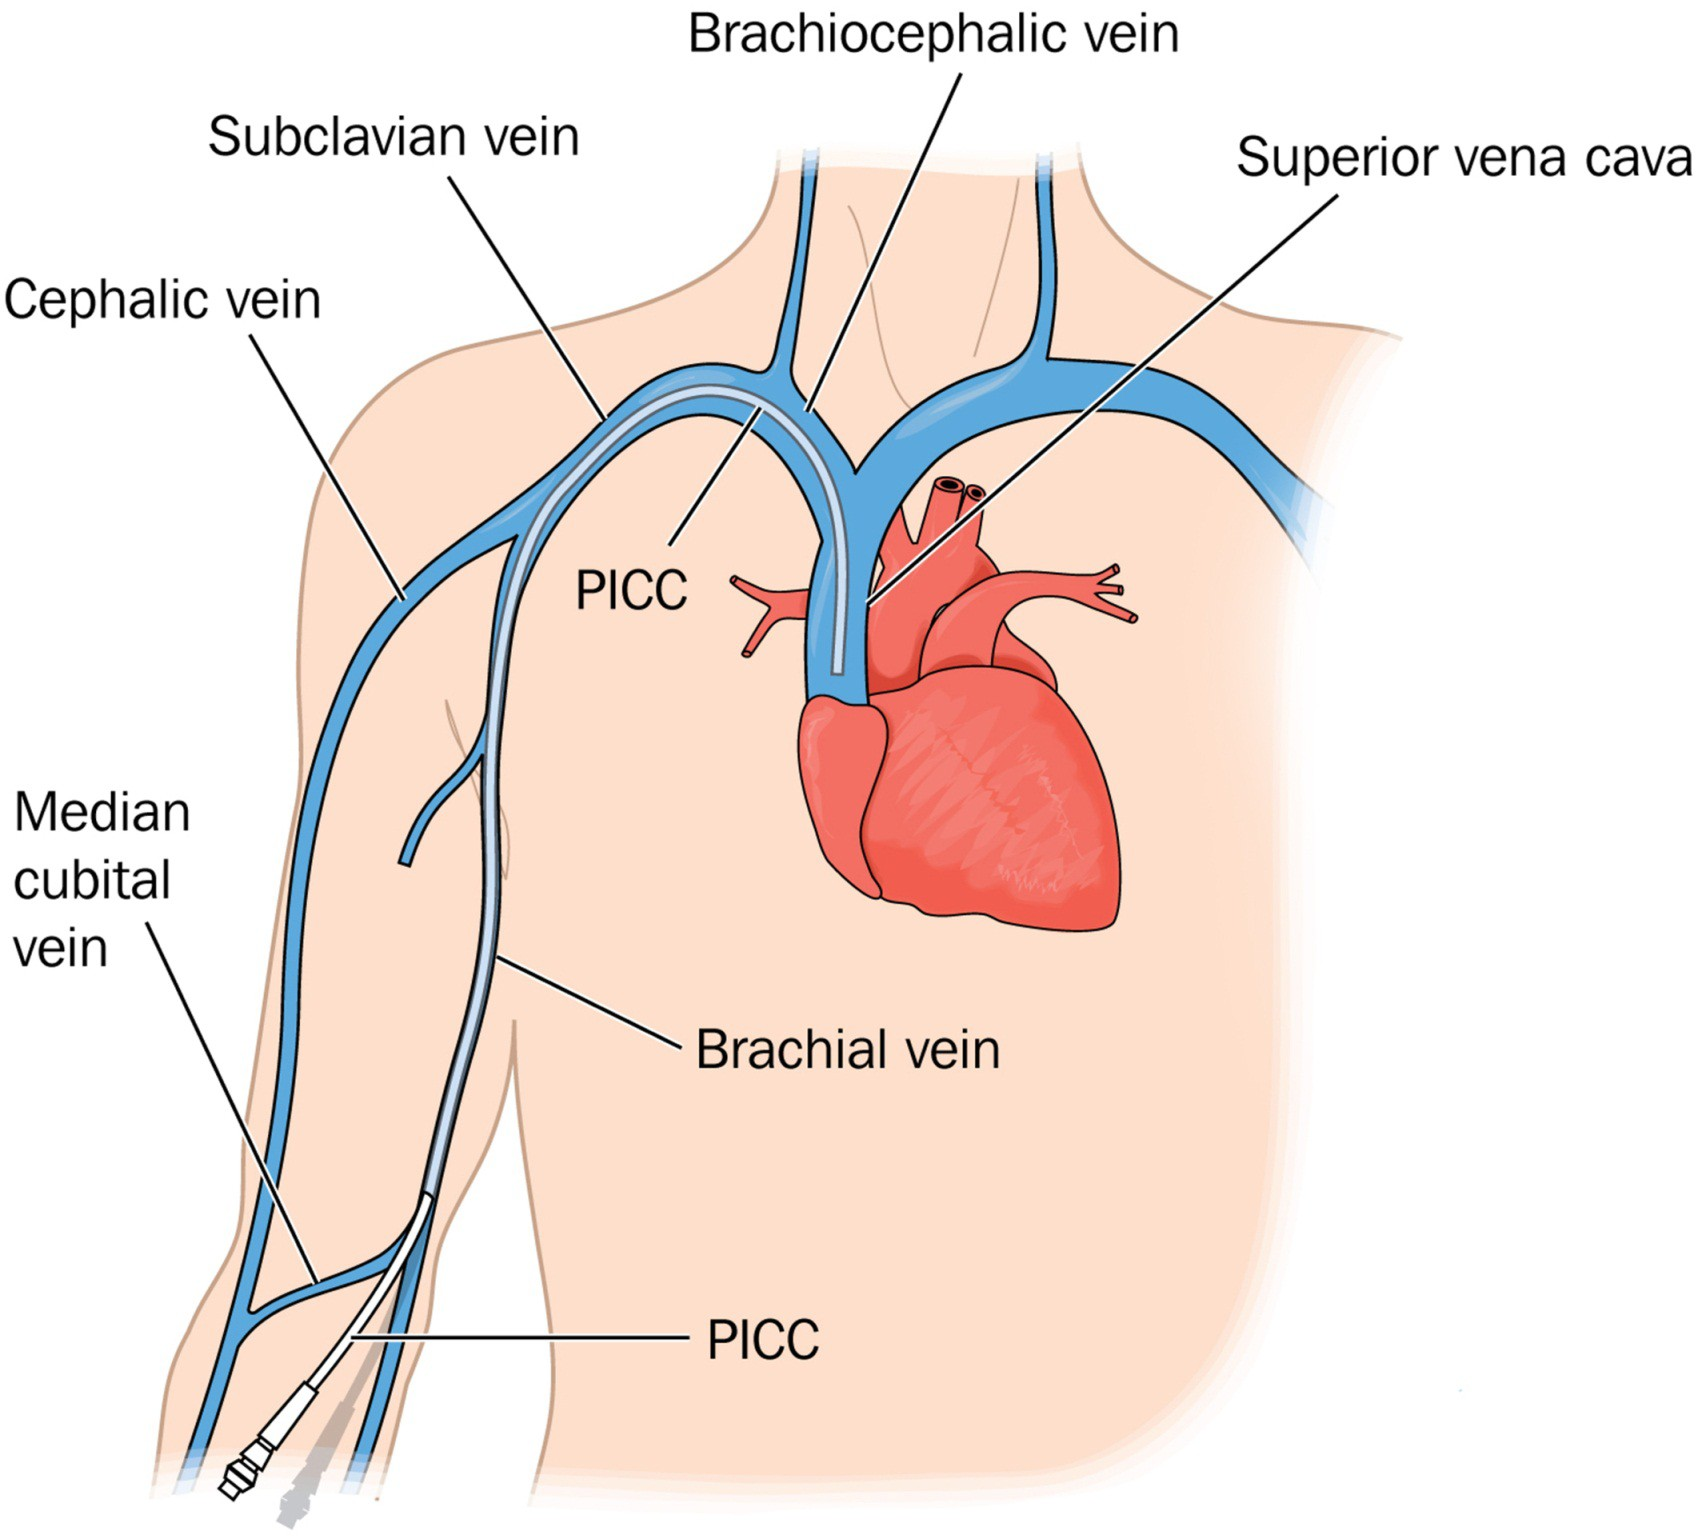 Brachiocephalic vein
Subclavian vein
Superior vena cava
Cephalic vein
PICC
Median
cubital
vein
Brachial vein
PICC